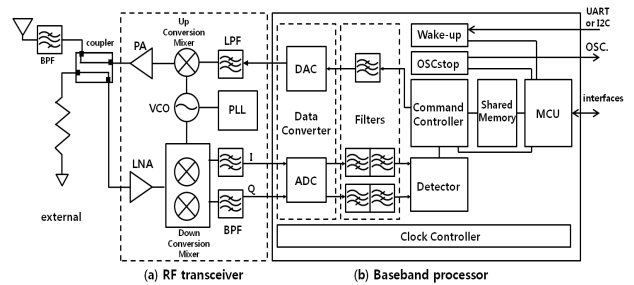 UART
or I2C
OSC.
interfaces
BPF
coupler
external
Up
Conversion
Mixer
PA
LPF
VCO
PLL
LNA
I
Q
BPF
Down
Conversion
Mixer
DAC
Data
Converter
ADC
Filters
Wake-up
OSCstop
Command
Controller
Shared
Memory
MCU
Detector
Clock Controller
(a) RF transceiver
(b) Baseband processor